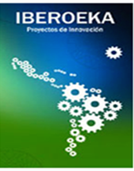 IBEROEKA
Proyectos de Innovación